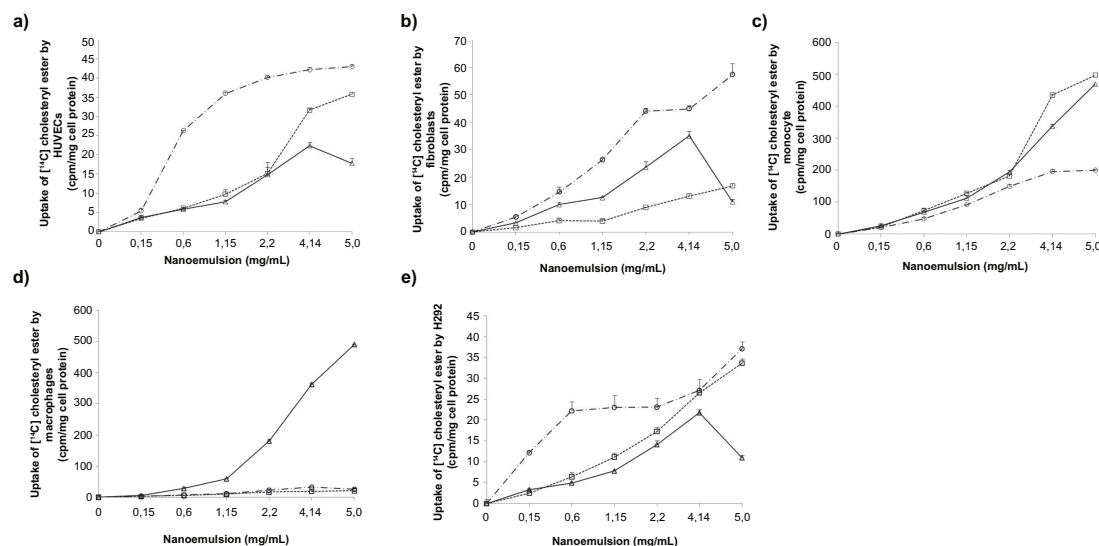 a)
Uptake of [¹⁴C] cholesteryl ester by
HUVECs
(cpm/mg cell protein)
50
45
40
35
30
25
20
15
10
5
0
0 0,15 0,6 1,15 2,2 4,14 5,0
Nanoemulsion (mg/mL)
b)
Uptake of [¹⁴C] cholesteryl ester by
fibroblasts
(cpm/mg cell protein)
70
60
50
40
30
20
10
0
0 0,15 0,6 1,15 2,2 4,14 5,0
Nanoemulsion (mg/mL)
c)
Uptake of [¹⁴C] cholesteryl ester by
monocyte
(cpm/mg cell protein)
600
500
400
300
200
100
0
0 0,15 0,6 1,15 2,2 4,14 5,0
Nanoemulsion (mg/mL)
d)
Uptake of [¹⁴C] cholesteryl ester by
macrophages
(cpm/mg cell protein)
600
500
400
300
200
100
0
0 0,15 0,6 1,15 2,2 4,14 5,0
Nanoemulsion (mg/mL)
e)
Uptake of [¹⁴C] cholesteryl ester by H292
(cpm/mg cell protein)
45
40
35
30
25
20
15
10
5
0
0 0,15 0,6 1,15 2,2 4,14 5,0
Nanoemulsion (mg/mL)